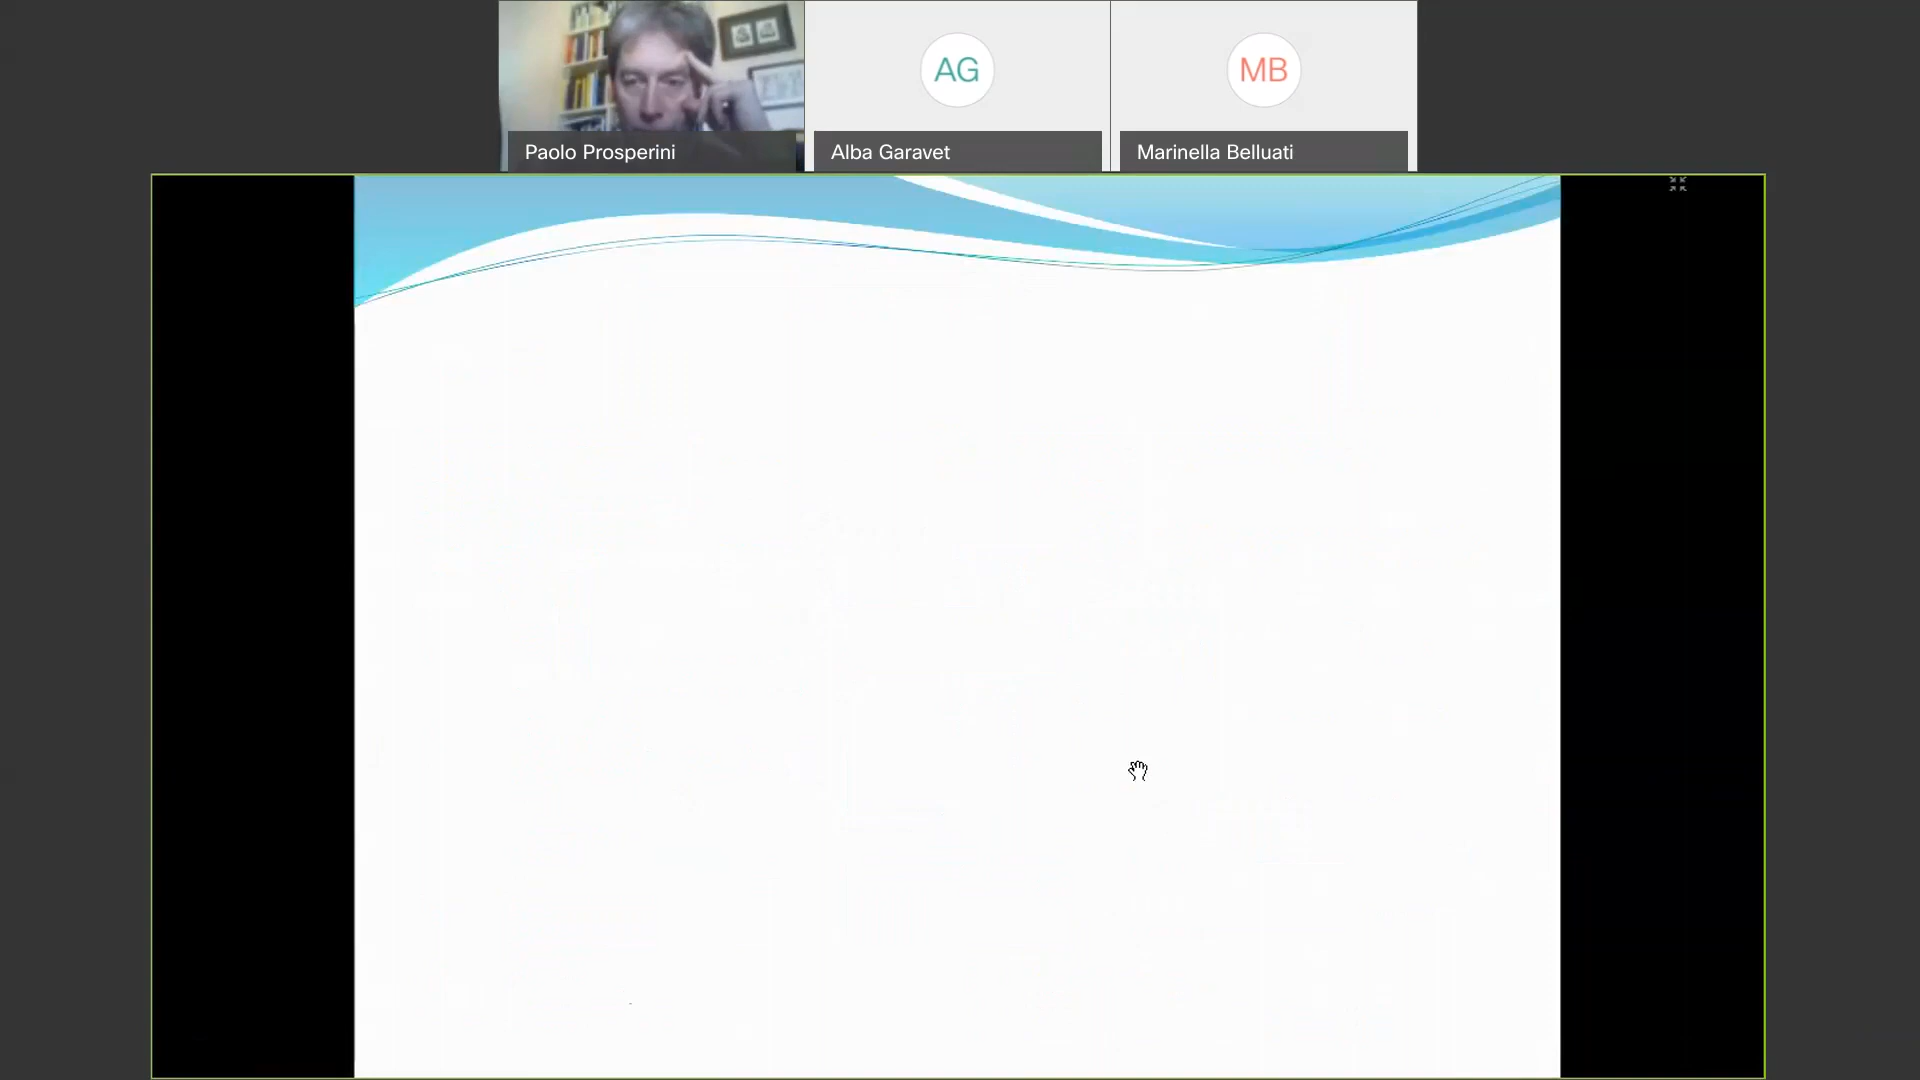 AG
MB
Paolo Prosperini
Alba Garavet
Marinella Belluati